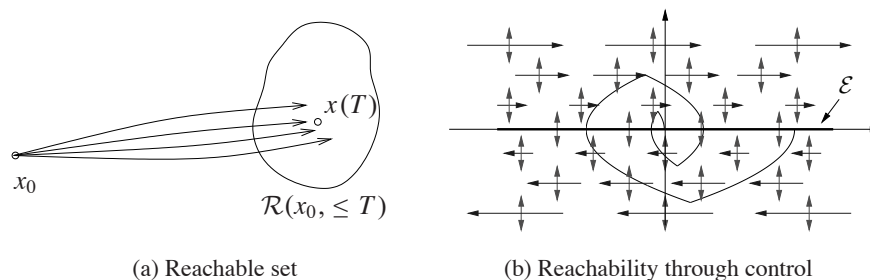 x(T)
ℰ
x₀
ℛ(x₀, ≤ T)
(a) Reachable set
(b) Reachability through control